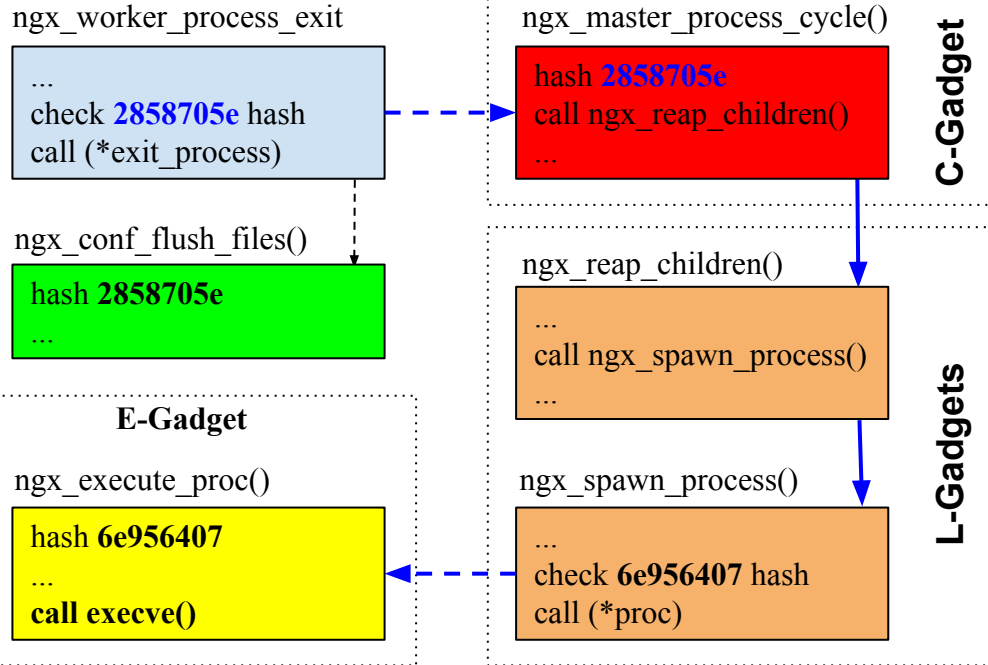 ngx_worker_process_exit
...
check 2858705e hash
call (*exit_process)
ngx_master_process_cycle()
hash 2858705e
call ngx_reap_children()
...
C-Gadget
ngx_conf_flush_files()
hash 2858705e
...
ngx_reap_children()
...
call ngx_spawn_process()
...
L-Gadgets
E-Gadget
ngx_execute_proc()
hash 6e956407
...
call execve()
ngx_spawn_process()
...
check 6e956407 hash
call (*proc)